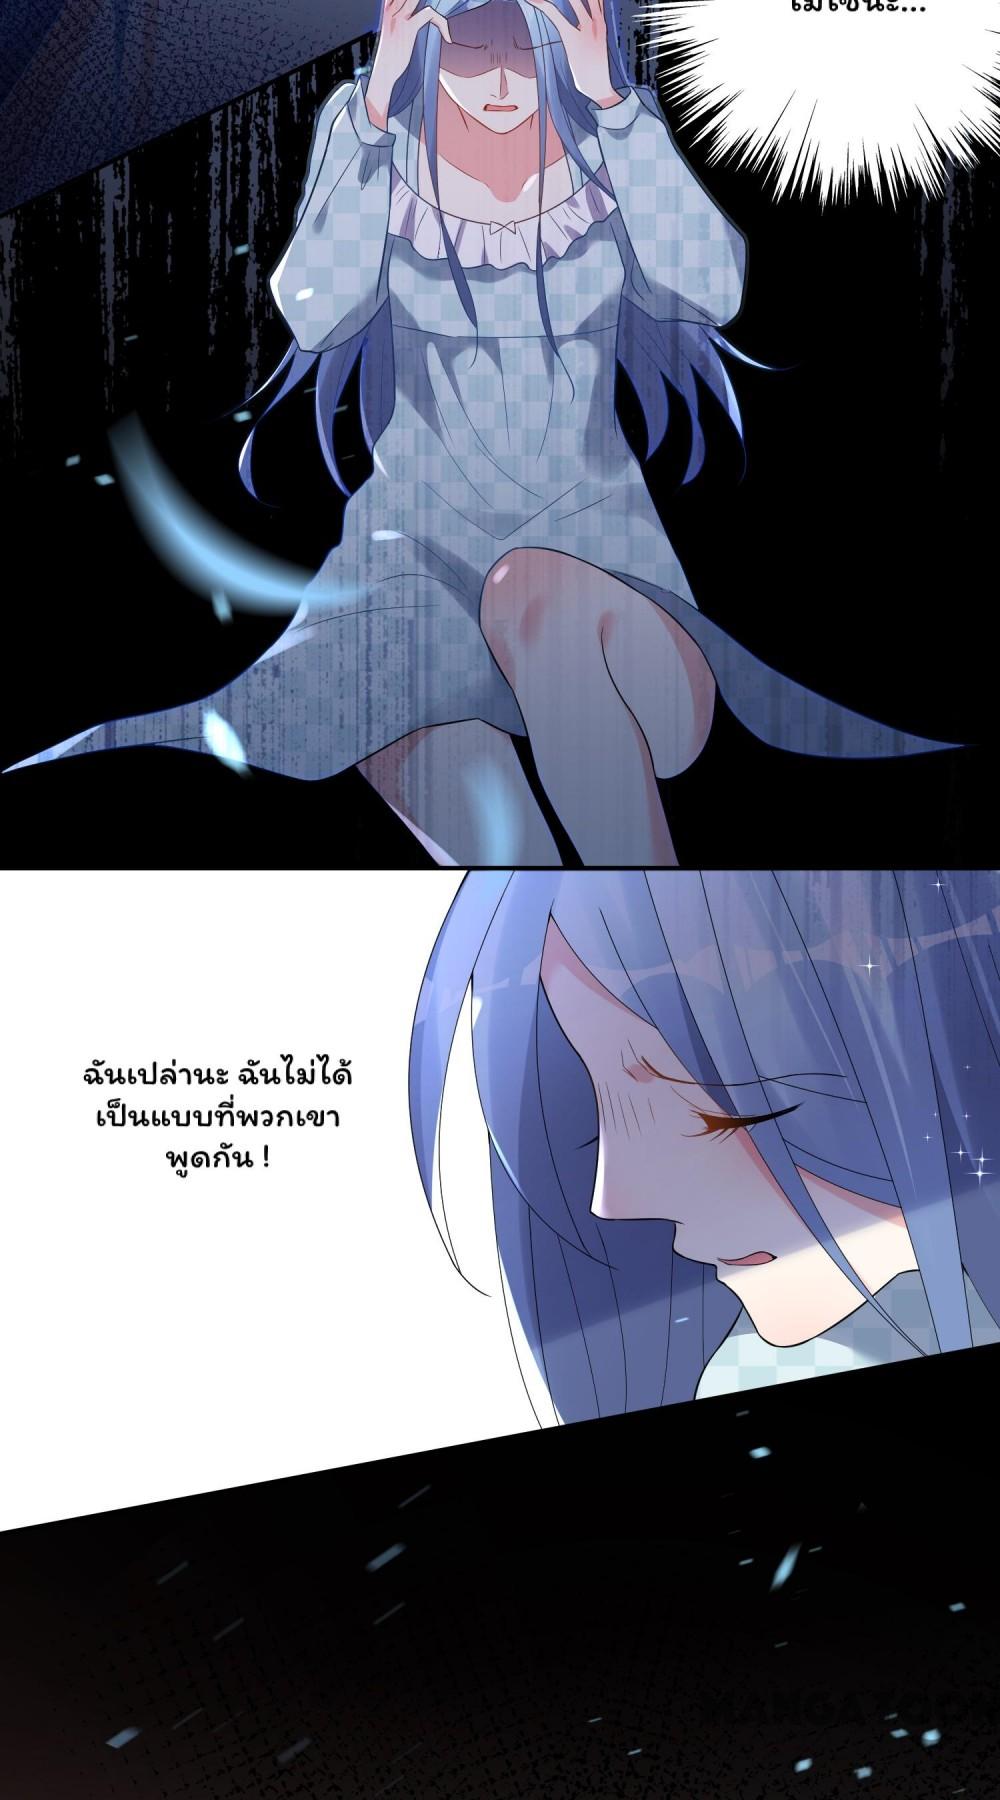 ไม่ใช่นะ...
ฉันเปล่านะ ฉันไม่ได้
เป็นแบบที่พวกเขา
พูดกัน !
MANGAZOOM